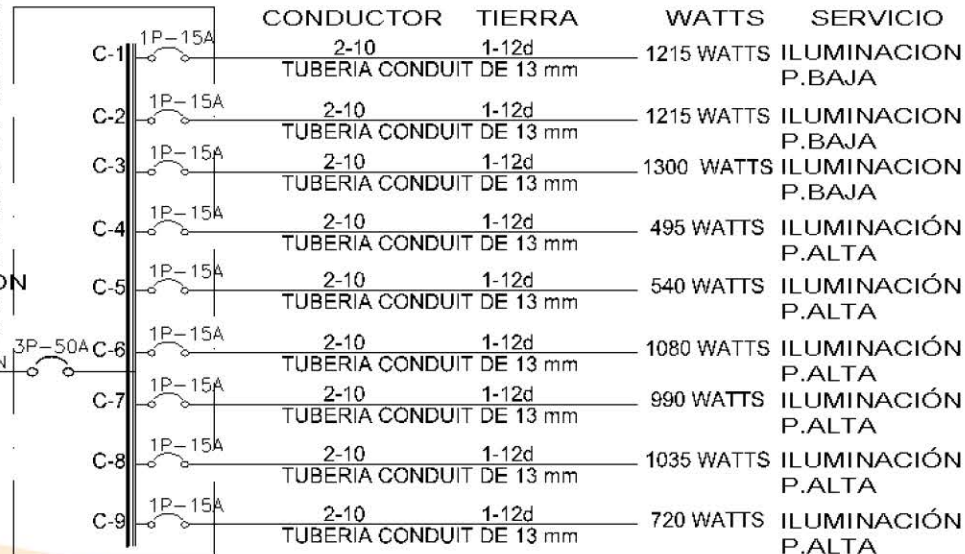 CONDUCTOR TIERRA WATTS SERVICIO
C-1 1P-15A 2-10 1-12d 1215 WATTS ILUMINACION
TUBERIA CONDUIT DE 13 mm P.BAJA
C-2 1P-15A 2-10 1-12d 1215 WATTS ILUMINACION
TUBERIA CONDUIT DE 13 mm P.BAJA
C-3 1P-15A 2-10 1-12d 1300 WATTS ILUMINACION
TUBERIA CONDUIT DE 13 mm P.BAJA
C-4 1P-15A 2-10 1-12d 495 WATTS ILUMINACIÓN
TUBERIA CONDUIT DE 13 mm P.ALTA
C-5 1P-15A 2-10 1-12d 540 WATTS ILUMINACIÓN
TUBERIA CONDUIT DE 13 mm P.ALTA
3P-50A C-6 1P-15A 2-10 1-12d 1080 WATTS ILUMINACIÓN
TUBERIA CONDUIT DE 13 mm P.ALTA
C-7 1P-15A 2-10 1-12d 990 WATTS ILUMINACIÓN
TUBERIA CONDUIT DE 13 mm P.ALTA
C-8 1P-15A 2-10 1-12d 1035 WATTS ILUMINACIÓN
TUBERIA CONDUIT DE 13 mm P.ALTA
C-9 1P-15A 2-10 1-12d 720 WATTS ILUMINACIÓN
TUBERIA CONDUIT DE 13 mm P.ALTA